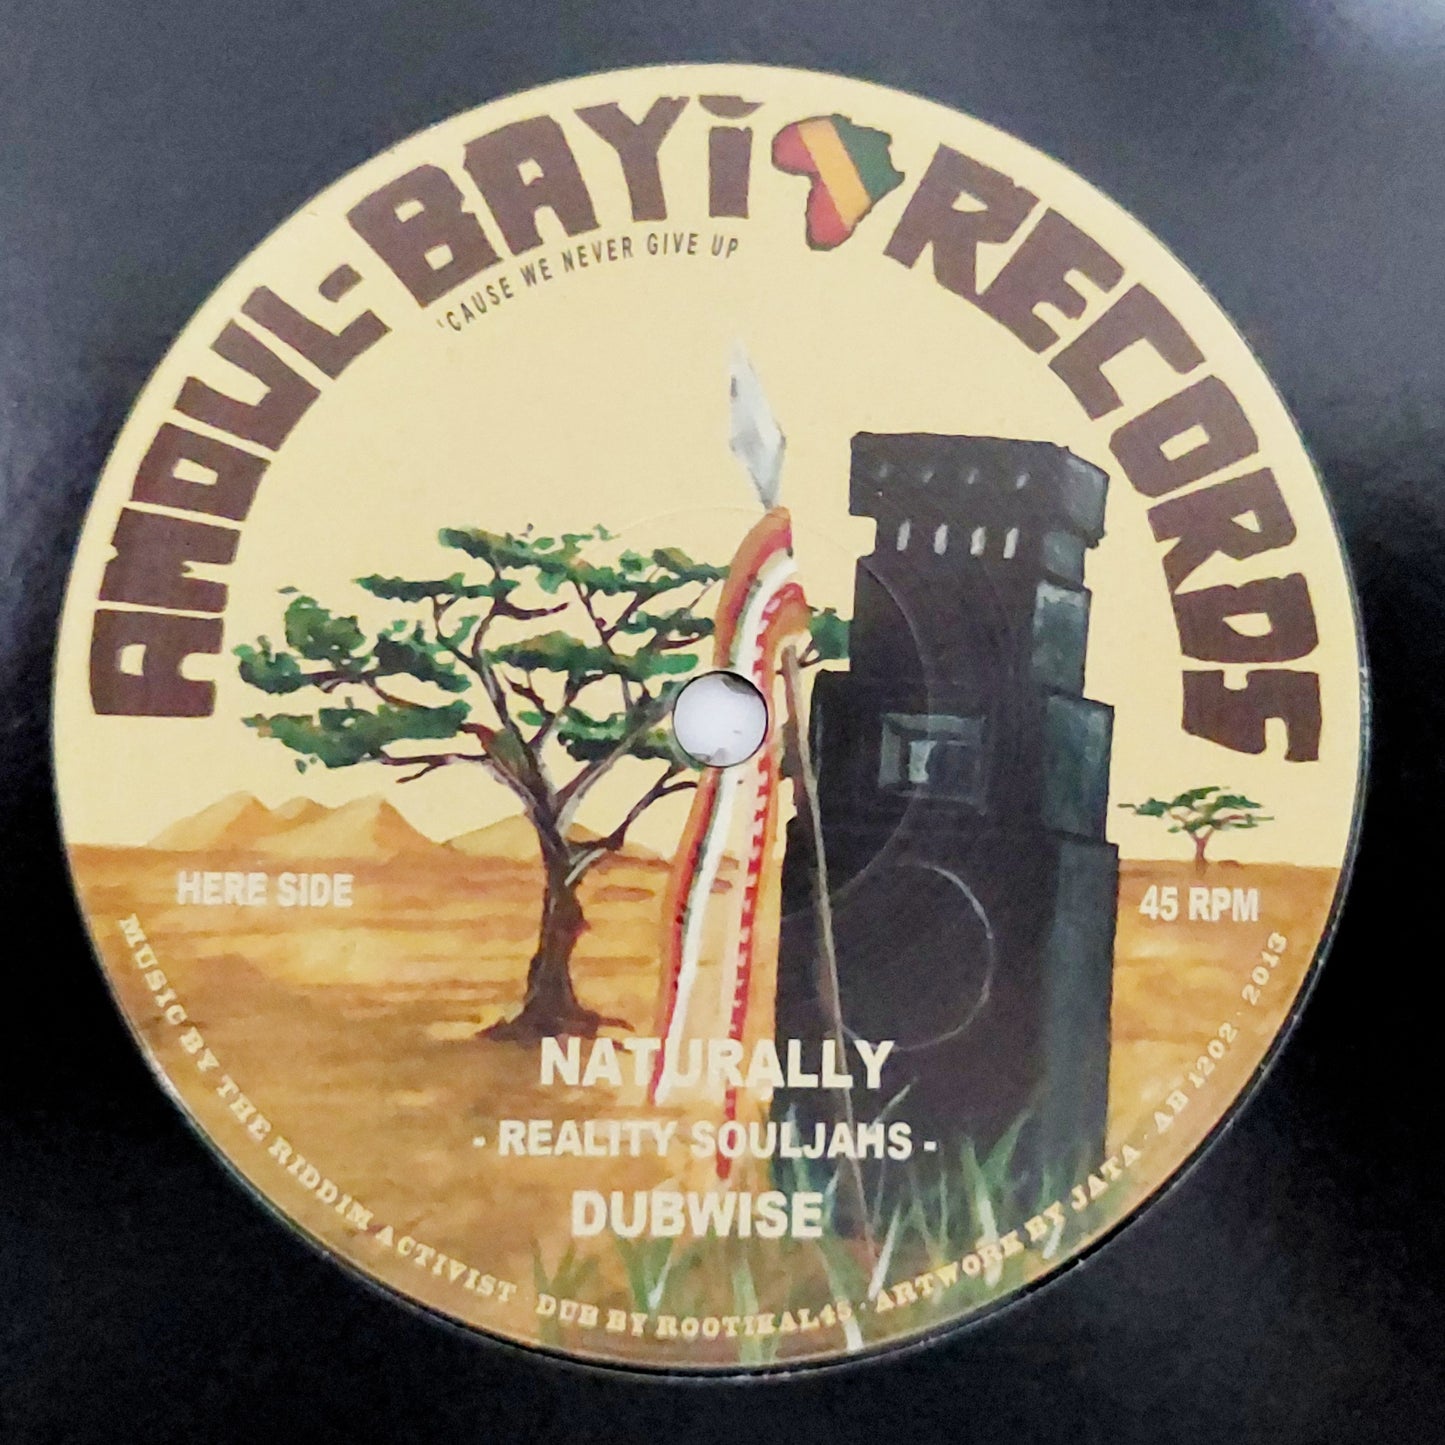 AMOUL-BAYI RECORDS
'CAUSE WE NEVER GIVE UP
HERE SIDE
45 RPM
NATURALLY
- REALITY SOULJAHS -
DUBWISE
MUSIC BY THE RIDDIM ACTIVIST · DUB BY ROOTIKAL45 · ARTWORK BY JATA · AB 1202 · 2013